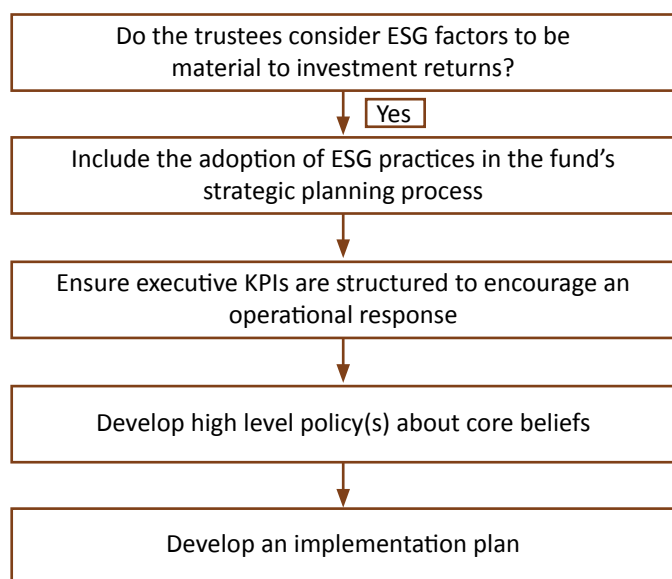 Do the trustees consider ESG factors to be
material to investment returns?
Yes
Include the adoption of ESG practices in the fund’s
strategic planning process
Ensure executive KPIs are structured to encourage an
operational response
Develop high level policy(s) about core beliefs
Develop an implementation plan